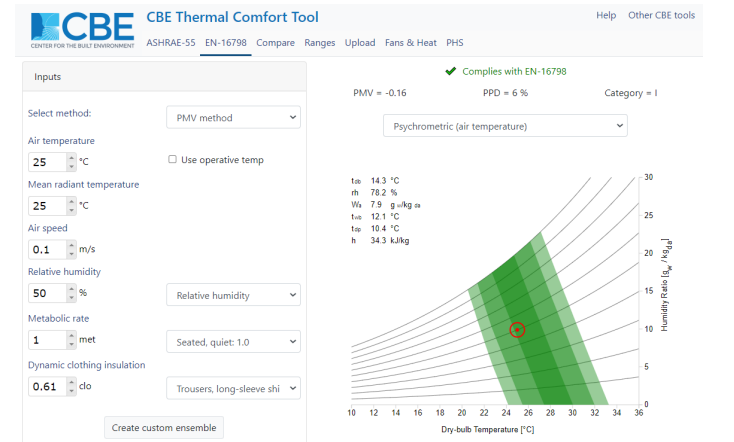 CBE
CENTER FOR THE BUILT ENVIRONMENT
CBE Thermal Comfort Tool
Help Other CBE tools
ASHRAE-55 EN-16798 Compare Ranges Upload Fans & Heat PHS
Inputs
Select method:
PMV method
Air temperature
25 °C
Use operative temp
Mean radiant temperature
25 °C
Air speed
0.1 m/s
Relative humidity
50 %
Relative humidity
Metabolic rate
1 met
Seated, quiet: 1.0
Dynamic clothing insulation
0.61 clo
Trousers, long-sleeve shi
Create custom ensemble
✔ Complies with EN-16798
PMV = -0.16 PPD = 6 % Category = I
Psychrometric (air temperature)
tdb 14.3 °C
rh 78.2 %
Wa 7.9 g w/kg da
twb 12.1 °C
tdp 10.4 °C
h 34.3 kJ/kg
30
25
20
15
10
5
0
Humidity Ratio [gw / kgda]
10 12 14 16 18 20 22 24 26 28 30 32 34 36
Dry-bulb Temperature [°C]